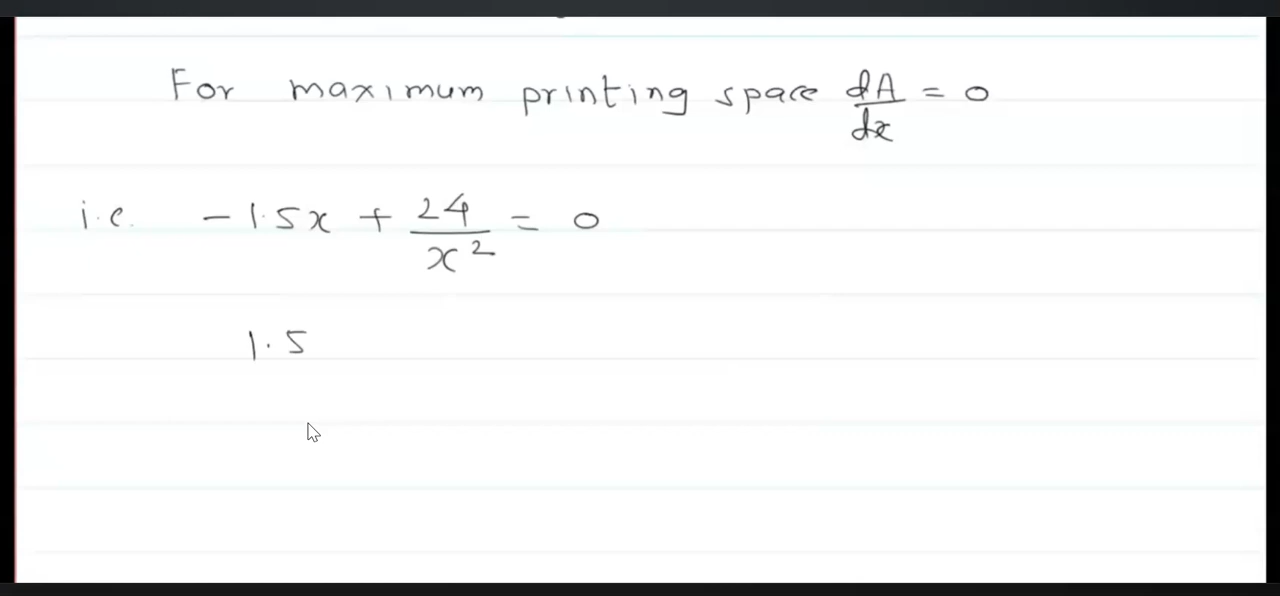 For maximum printing space dA/dx = 0
i.e. - 1.5x + 24/x² = 0
1.5